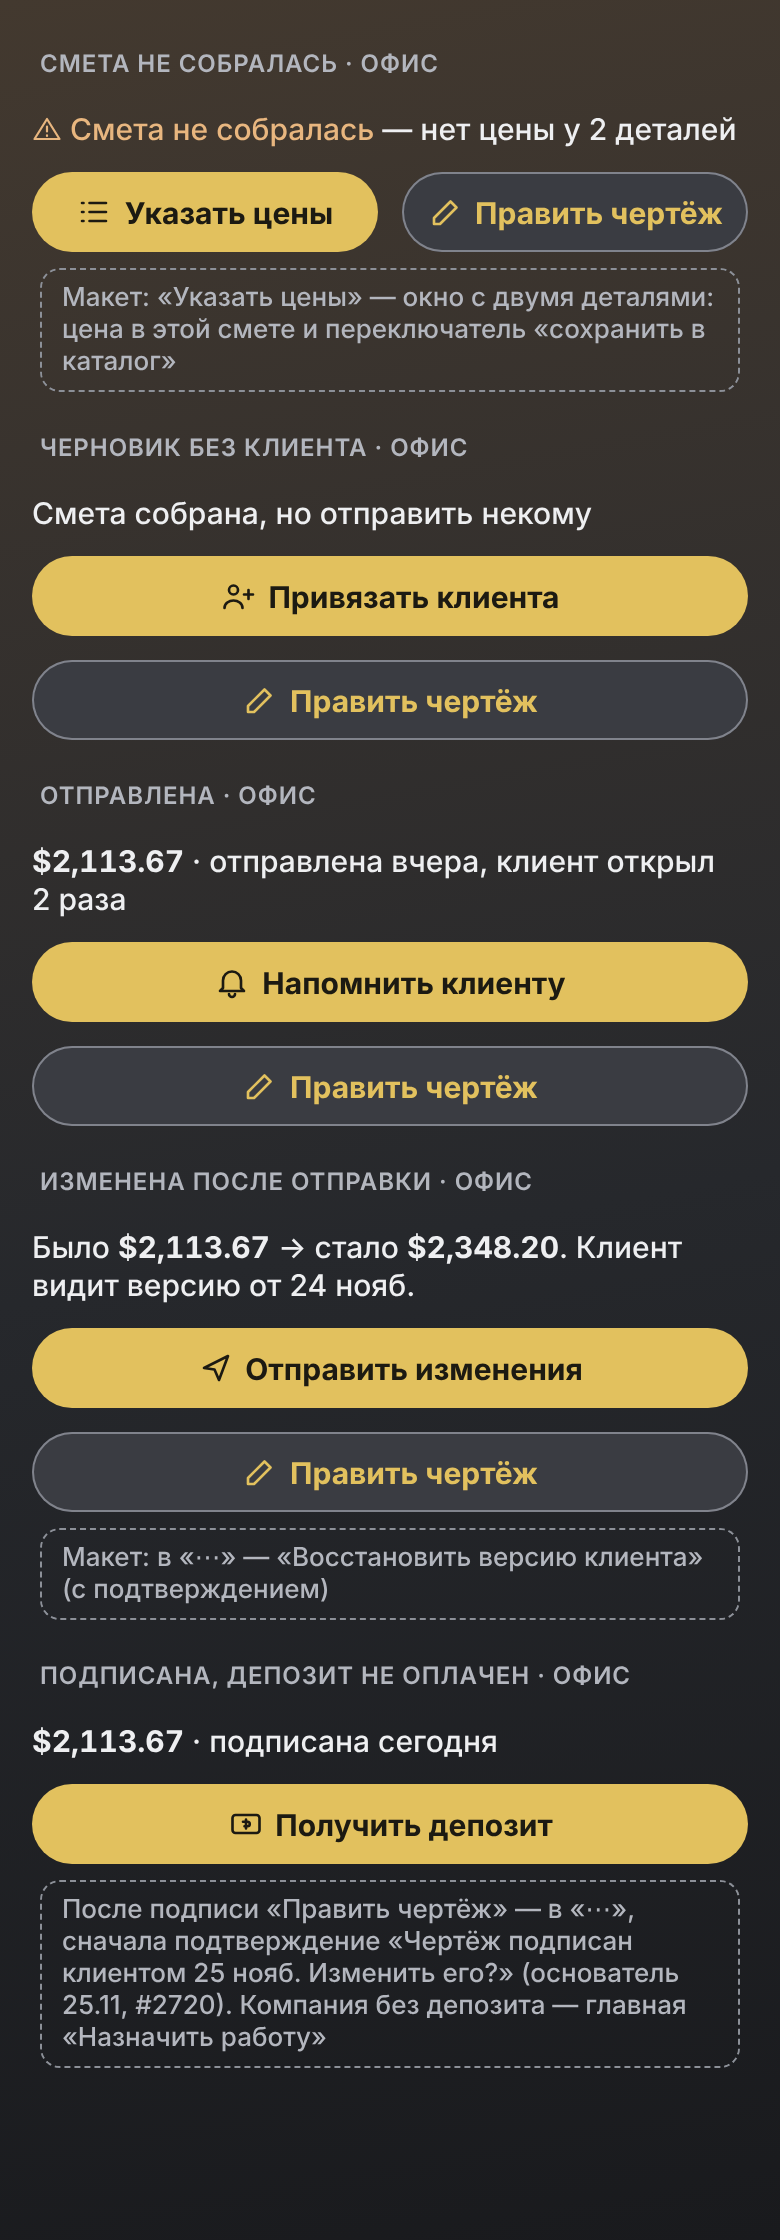 СМЕТА НЕ СОБРАЛАСЬ · ОФИС
Смета не собралась — нет цены у 2 деталей
Указать цены
Править чертёж
Макет: «Указать цены» — окно с двумя деталями:
цена в этой смете и переключатель «сохранить в
каталог»
ЧЕРНОВИК БЕЗ КЛИЕНТА · ОФИС
Смета собрана, но отправить некому
Привязать клиента
Править чертёж
ОТПРАВЛЕНА · ОФИС
$2,113.67 · отправлена вчера, клиент открыл
2 раза
Напомнить клиенту
Править чертёж
ИЗМЕНЕНА ПОСЛЕ ОТПРАВКИ · ОФИС
Было $2,113.67 → стало $2,348.20. Клиент
видит версию от 24 нояб.
Отправить изменения
Править чертёж
Макет: в «···» — «Восстановить версию клиента»
(с подтверждением)
ПОДПИСАНА, ДЕПОЗИТ НЕ ОПЛАЧЕН · ОФИС
$2,113.67 · подписана сегодня
Получить депозит
После подписи «Править чертёж» — в «···»,
сначала подтверждение «Чертёж подписан
клиентом 25 нояб. Изменить его?» (основатель
25.11, #2720). Компания без депозита — главная
«Назначить работу»